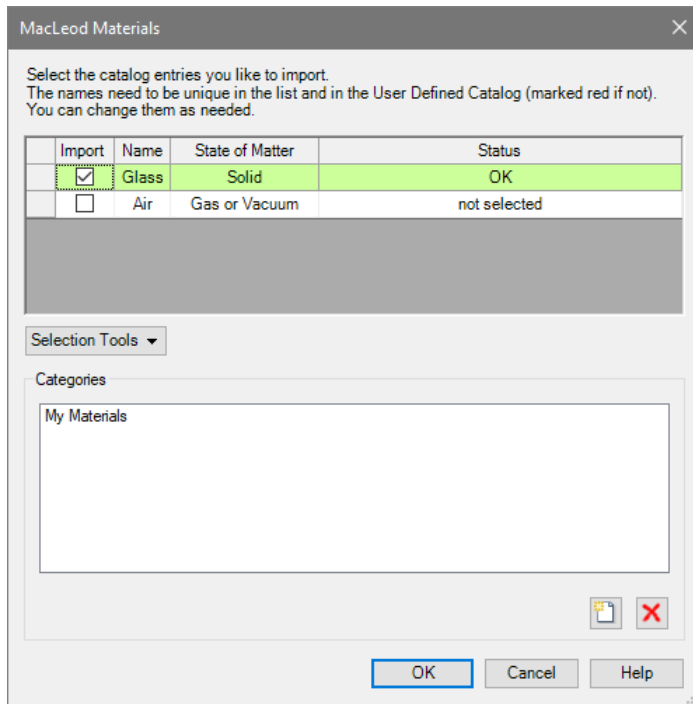 MacLeod Materials
Select the catalog entries you like to import.
The names need to be unique in the list and in the User Defined Catalog (marked red if not).
You can change them as needed.
Import Name State of Matter Status
Glass Solid OK
Air Gas or Vacuum not selected
Selection Tools
Categories
My Materials
OK Cancel Help